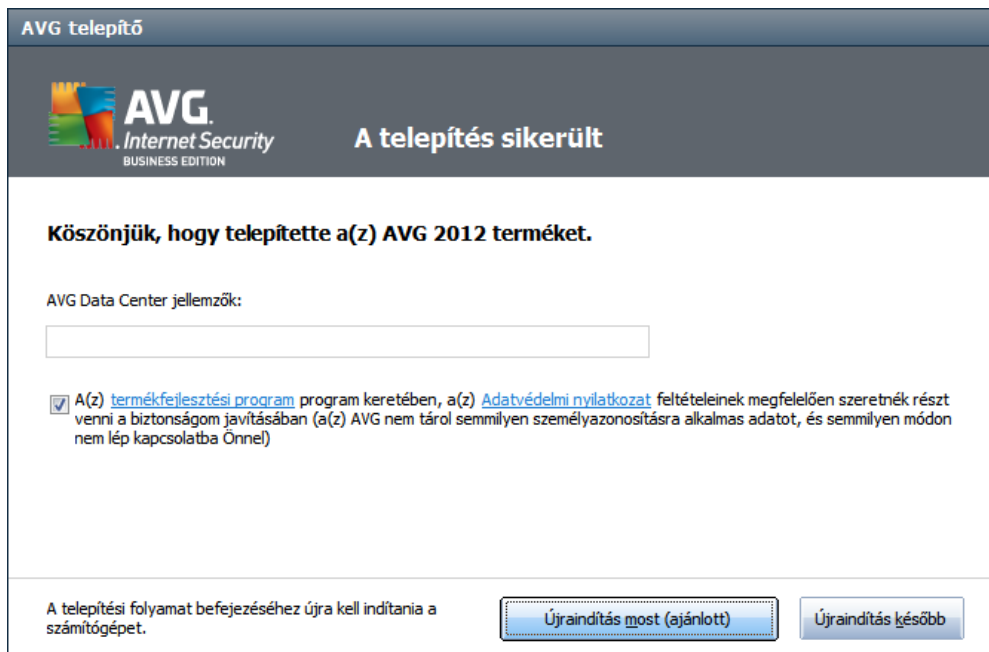 AVG telepítő
AVG.
Internet Security
BUSINESS EDITION
A telepítés sikerült
Köszönjük, hogy telepítette a(z) AVG 2012 terméket.
AVG Data Center jellemzők:
A(z) termékfejlesztési program program keretében, a(z) Adatvédelmi nyilatkozat feltételeinek megfelelően szeretnék részt
venni a biztonságom javításában (a(z) AVG nem tárol semmilyen személyazonosításra alkalmas adatot, és semmilyen módon
nem lép kapcsolatba Önnel)
A telepítési folyamat befejezéséhez újra kell indítania a
számítógépet.
Újraindítás most (ajánlott)
Újraindítás később